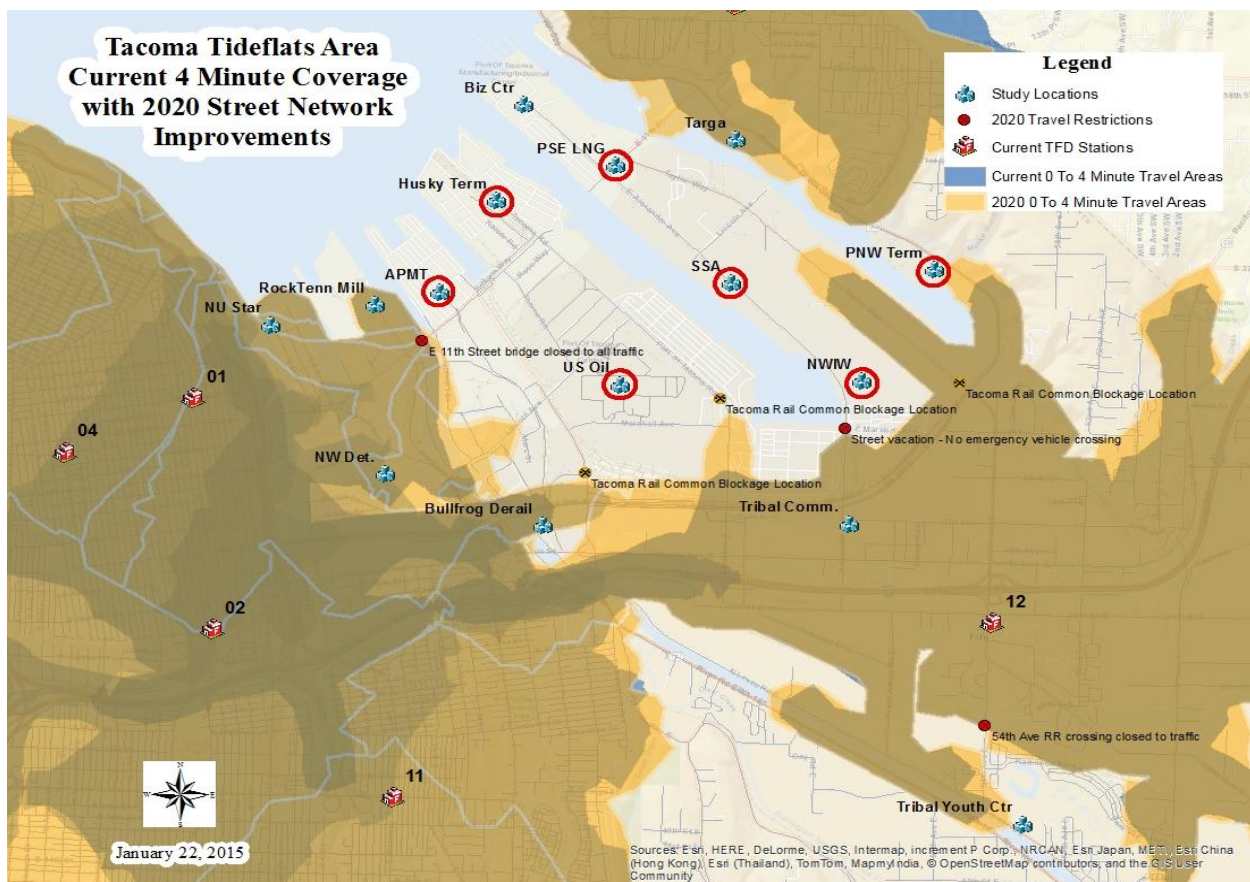 Tacoma Tideflats Area
Current 4 Minute Coverage
with 2020 Street Network
Improvements
Legend
Study Locations
2020 Travel Restrictions
Current TFD Stations
Current 0 To 4 Minute Travel Areas
2020 0 To 4 Minute Travel Areas
Port Of Tacoma
Manufacturing/Industrial
Biz Ctr
Targa
PSE LNG
Husky Term
PNW Term
SSA
APMT
RockTenn Mill
NU Star
E 11th Street bridge closed to all traffic
US Oil
NWIW
01
Tacoma Rail Common Blockage Location
Tacoma Rail Common Blockage Location
Street vacation - No emergency vehicle crossing
04
NW Det.
Tacoma Rail Common Blockage Location
Bullfrog Derail
Tribal Comm.
02
12
54th Ave RR crossing closed to traffic
11
Tribal Youth Ctr
N
W
E
S
January 22, 2015
Sources: Esri, HERE, DeLorme, USGS, Intermap, increment P Corp., NRCAN, Esri Japan, METI, Esri China
(Hong Kong), Esri (Thailand), TomTom, MapmyIndia, © OpenStreetMap contributors, and the GIS User
Community